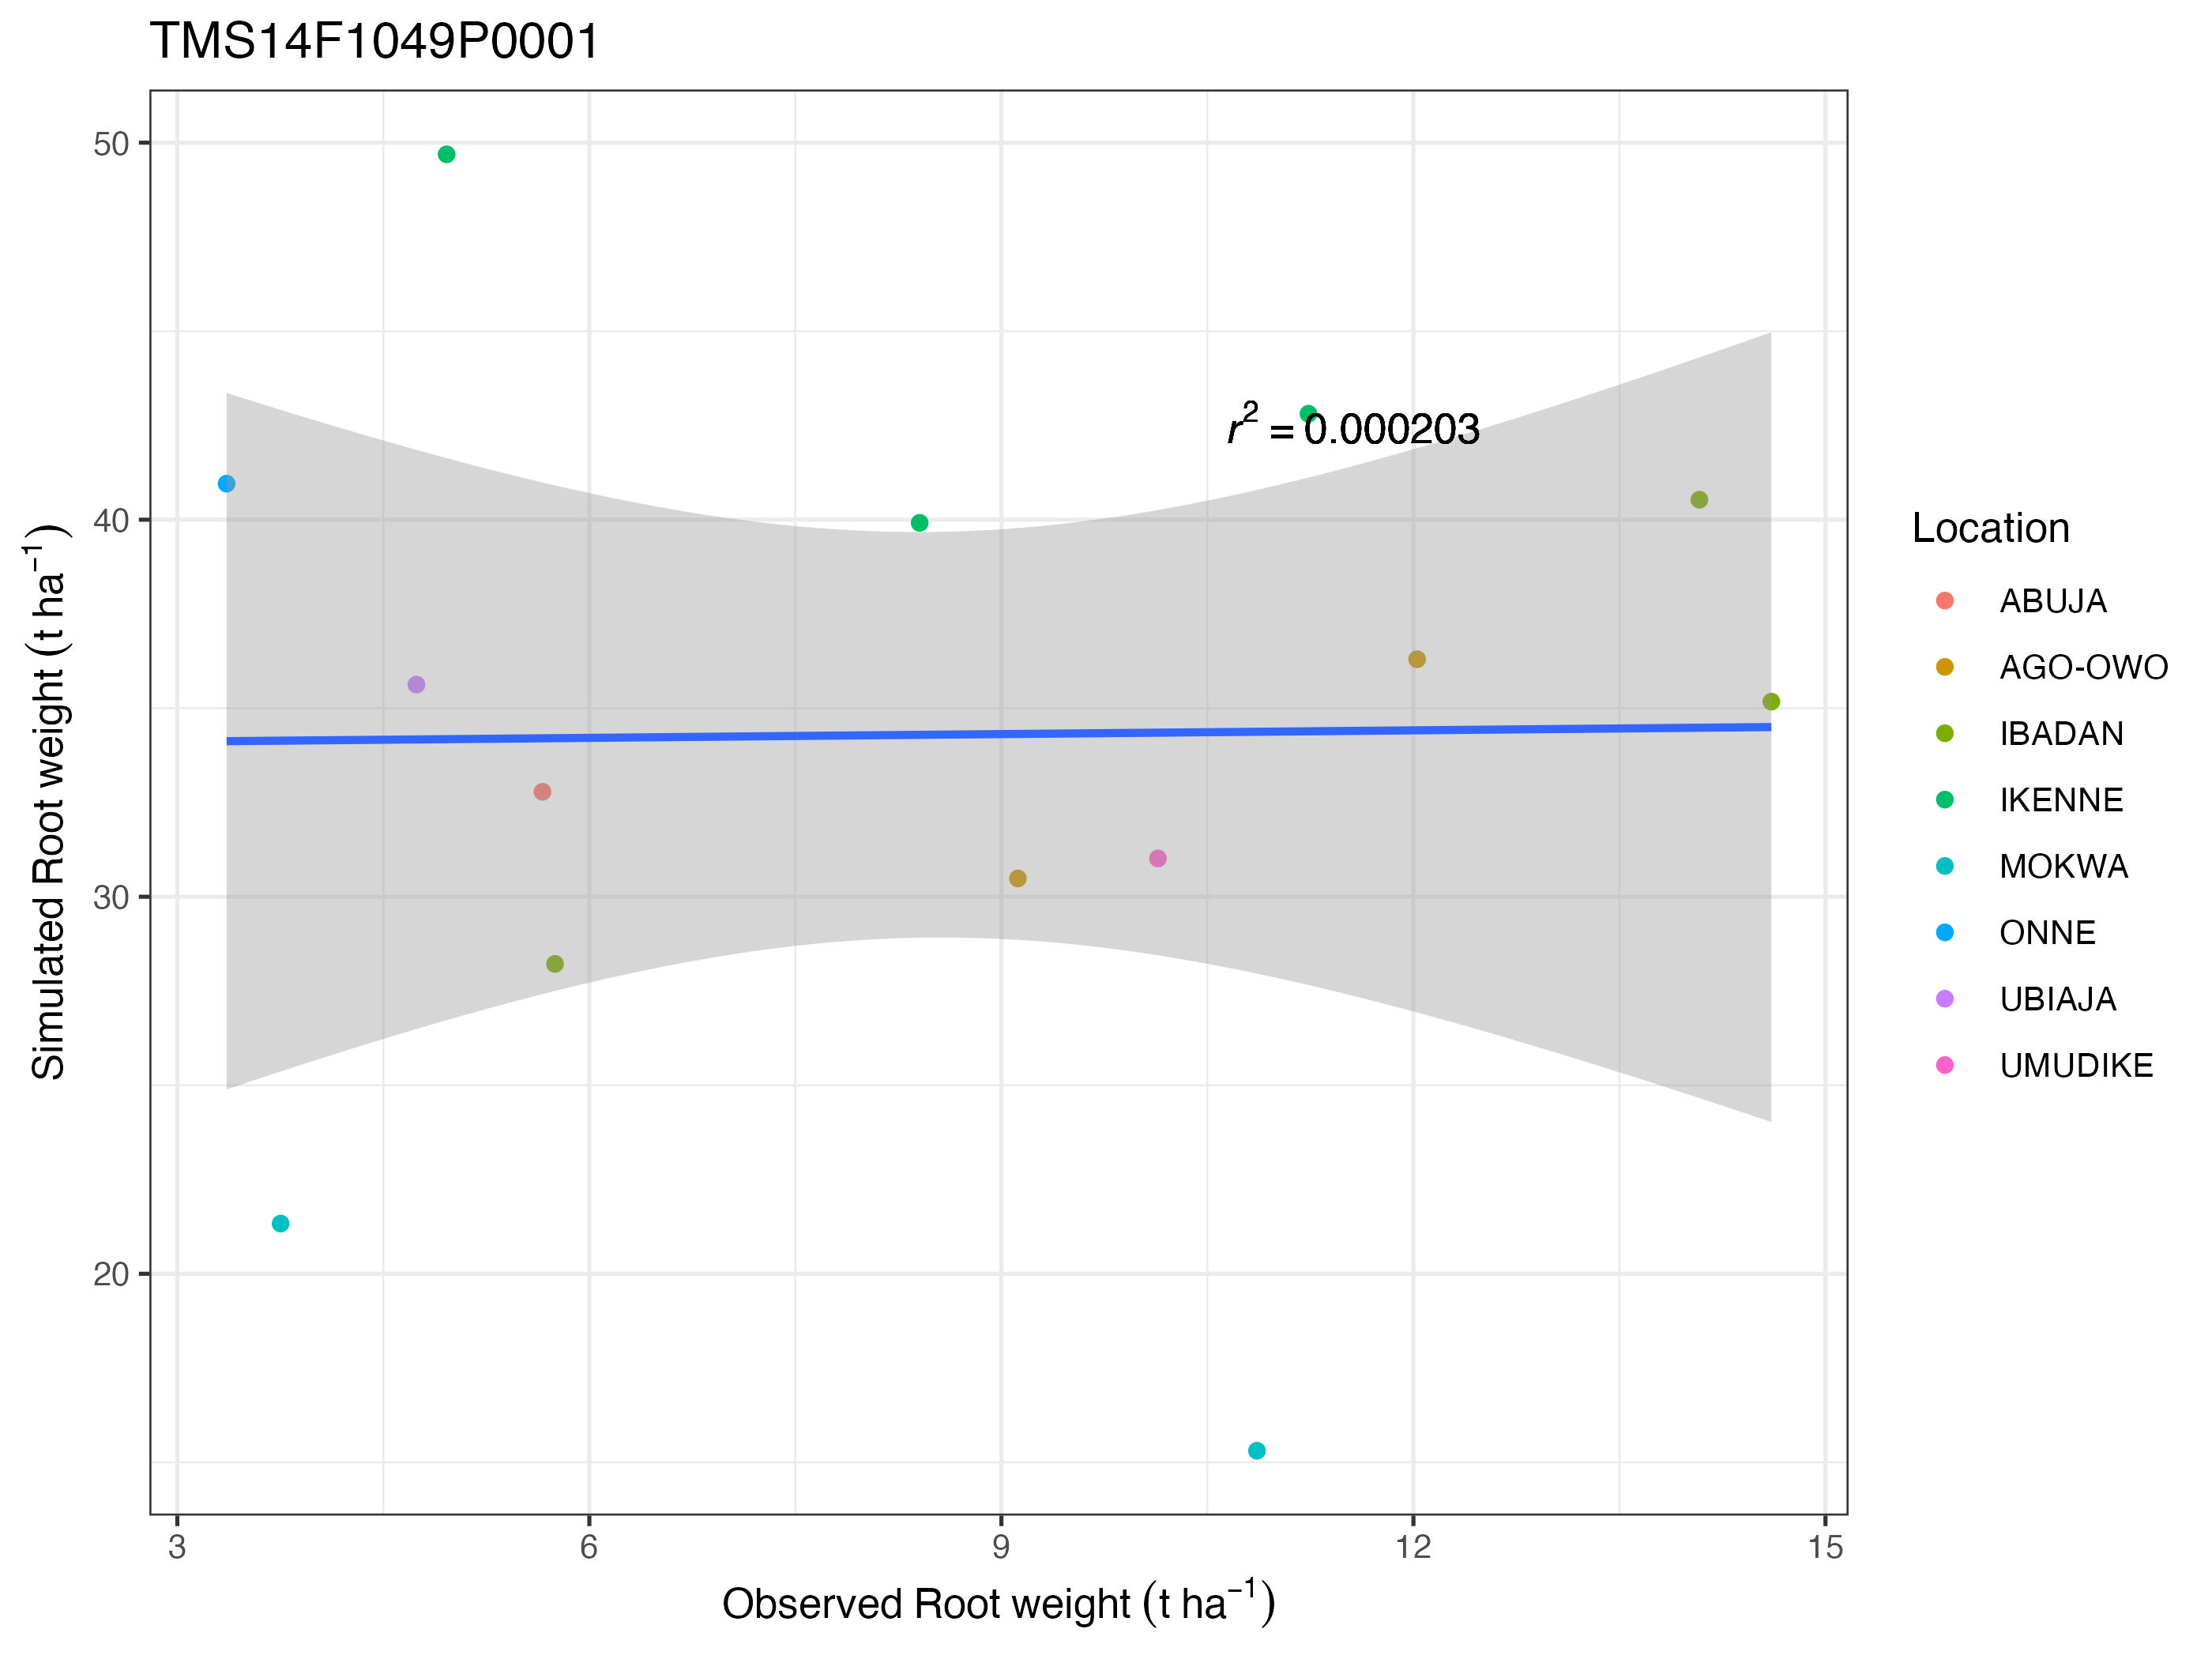 TMS14F1049P0001
50
40
30
20
Simulated Root weight (t ha⁻¹)
r² = 0.000203
3 6 9 12 15
Observed Root weight (t ha⁻¹)
Location
ABUJA
AGO-OWO
IBADAN
IKENNE
MOKWA
ONNE
UBIAJA
UMUDIKE